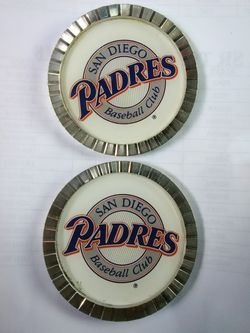 SAN DIEGO
PADRES
Baseball Club
®
SAN DIEGO
PADRES
Baseball Club
®